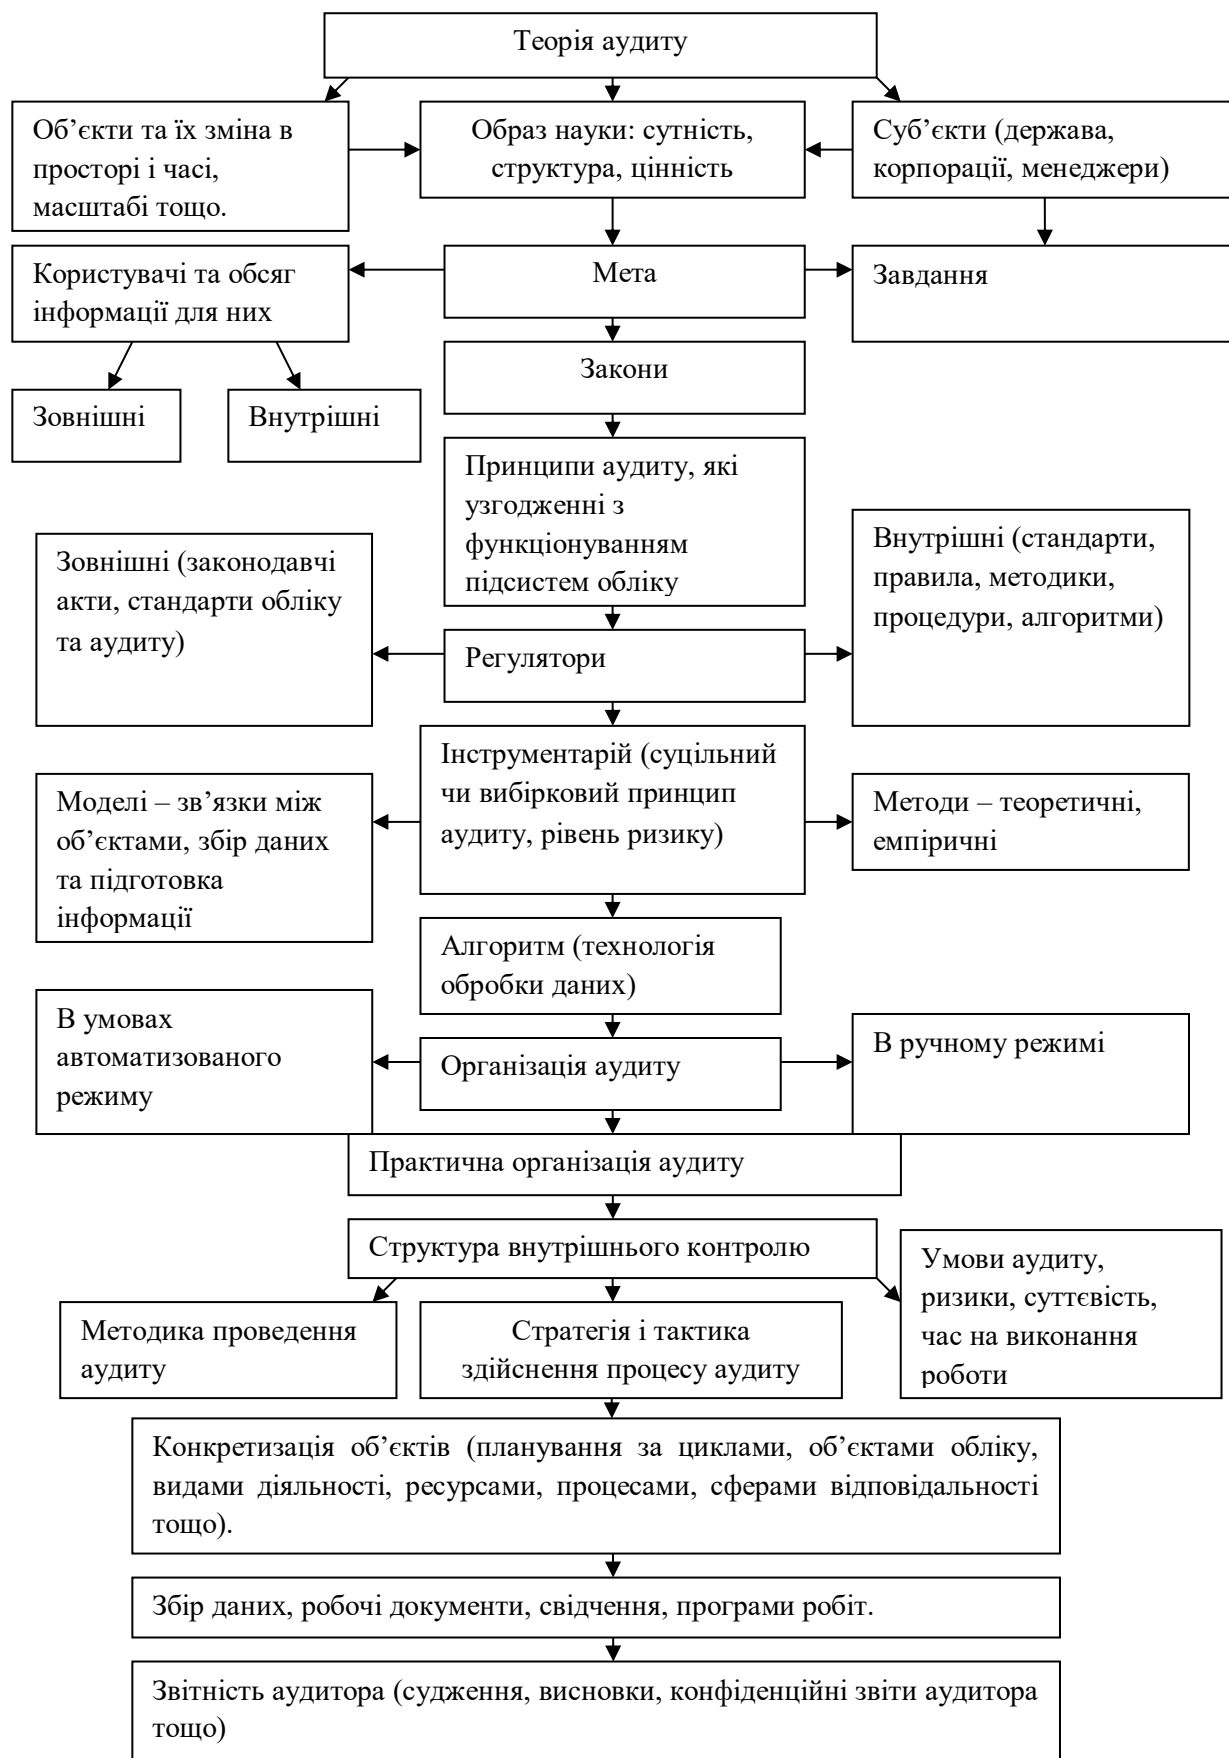 Теорія аудиту
Об’єкти та їх зміна в
просторі і часі,
масштабі тощо.
Образ науки: сутність,
структура, цінність
Суб’єкти (держава,
корпорації, менеджери)
Користувачі та обсяг
інформації для них
Мета
Завдання
Закони
Зовнішні
Внутрішні
Принципи аудиту, які
узгодженні з
функціонуванням
підсистем обліку
Зовнішні (законодавчі
акти, стандарти обліку
та аудиту)
Внутрішні (стандарти,
правила, методики,
процедури, алгоритми)
Регулятори
Інструментарій (суцільний
чи вибірковий принцип
аудиту, рівень ризику)
Моделі – зв’язки між
об’єктами, збір даних
та підготовка
інформації
Методи – теоретичні,
емпіричні
Алгоритм (технологія
обробки даних)
В умовах
автоматизованого
режиму
Організація аудиту
В ручному режимі
Практична організація аудиту
Структура внутрішнього контролю
Умови аудиту,
ризики, суттєвість,
час на виконання
роботи
Методика проведення
аудиту
Стратегія і тактика
здійснення процесу аудиту
Конкретизація об’єктів (планування за циклами, об’єктами обліку,
видами діяльності, ресурсами, процесами, сферами відповідальності
тощо).
Збір даних, робочі документи, свідчення, програми робіт.
Звітність аудитора (судження, висновки, конфіденційні звіти аудитора
тощо)